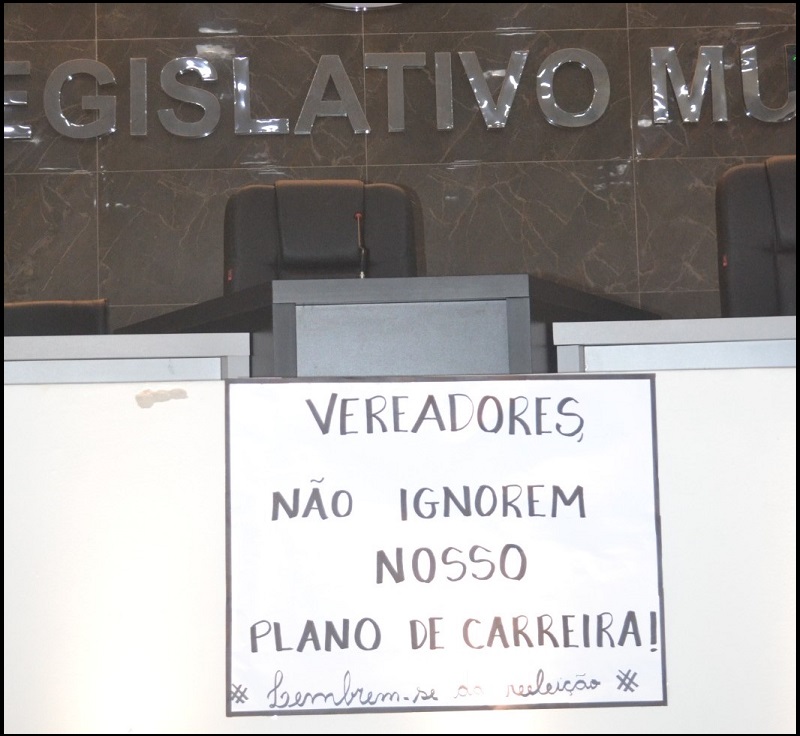 EGISLATIVO MU
VEREADORES,
NÃO IGNOREM
NOSSO
PLANO DE CARREIRA!
# Lembrem-se da reeleição #